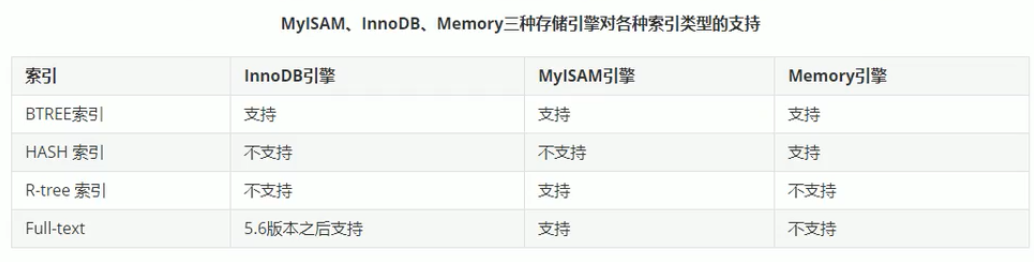 MyISAM、InnoDB、Memory三种存储引擎对各种索引类型的支持
索引 InnoDB引擎 MyISAM引擎 Memory引擎
BTREE索引 支持 支持 支持
HASH 索引 不支持 不支持 支持
R-tree 索引 不支持 支持 不支持
Full-text 5.6版本之后支持 支持 不支持